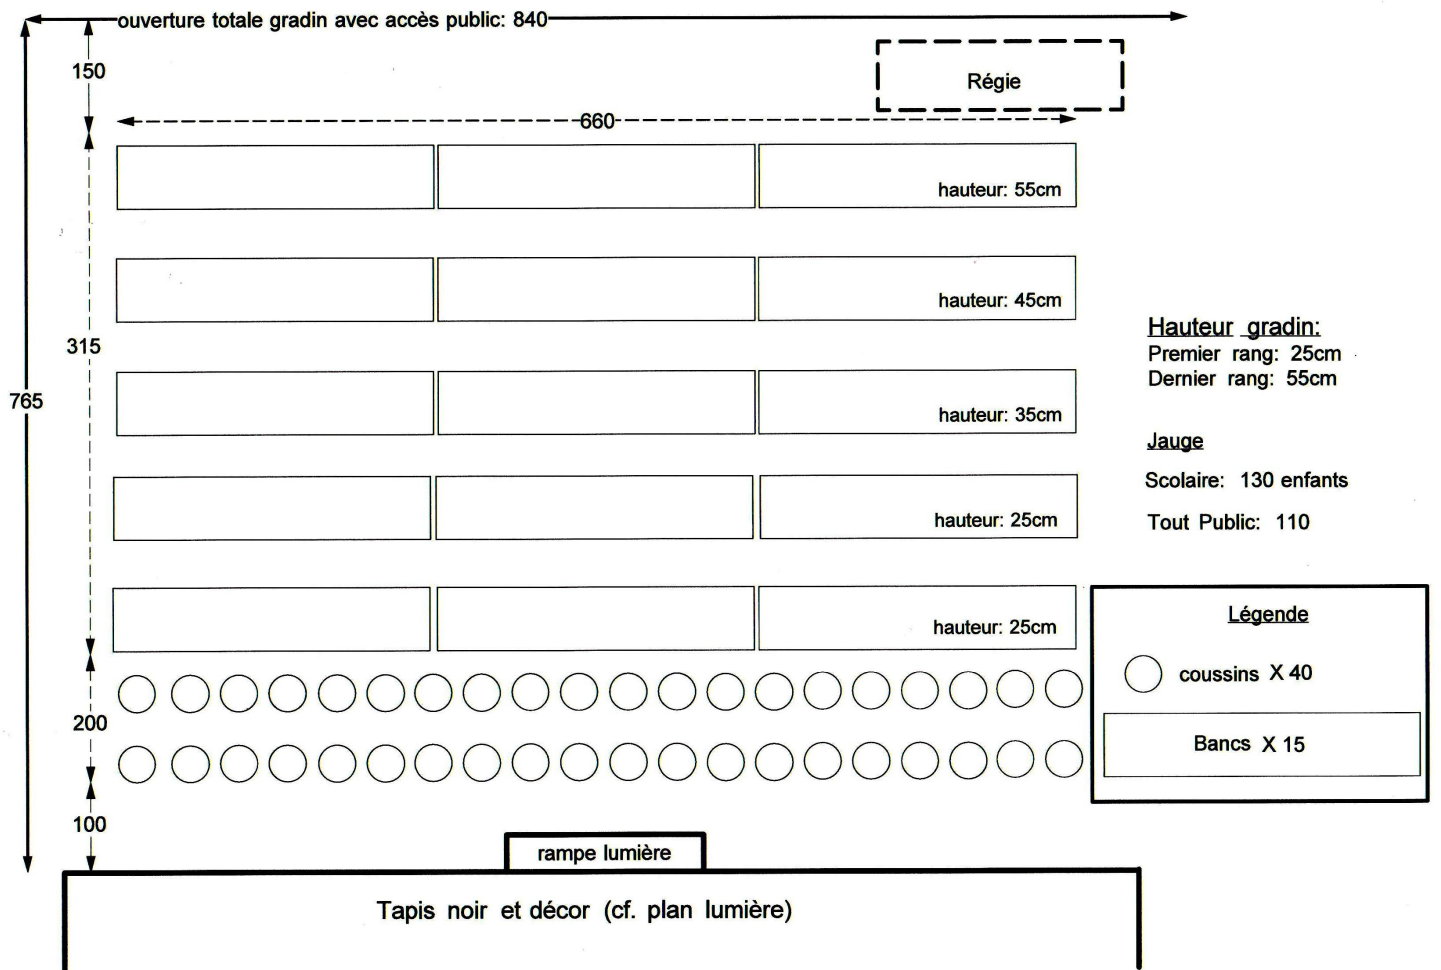 ouverture totale gradin avec accès public: 840
150
Régie
660
hauteur: 55cm
hauteur: 45cm
315
Hauteur gradin:
Premier rang: 25cm
Dernier rang: 55cm
765
hauteur: 35cm
Jauge
Scolaire: 130 enfants
Tout Public: 110
hauteur: 25cm
hauteur: 25cm
Légende
coussins X 40
200
Bancs X 15
100
rampe lumière
Tapis noir et décor (cf. plan lumière)